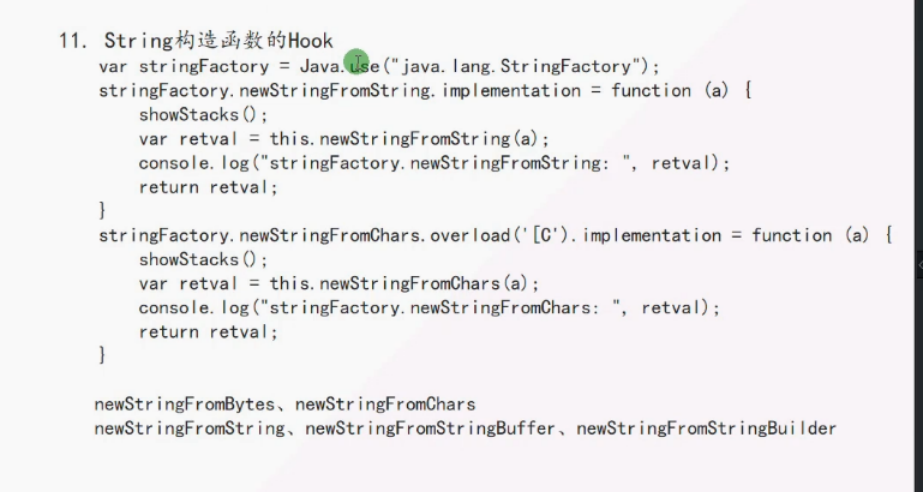 11. String构造函数的Hook
var stringFactory = Java.use("java.lang.StringFactory");
stringFactory.newStringFromString.implementation = function (a) {
showStacks();
var retval = this.newStringFromString(a);
console.log("stringFactory.newStringFromString: ", retval);
return retval;
}
stringFactory.newStringFromChars.overload('[C').implementation = function (a) {
showStacks();
var retval = this.newStringFromChars(a);
console.log("stringFactory.newStringFromChars: ", retval);
return retval;
}
newStringFromBytes、newStringFromChars
newStringFromString、newStringFromStringBuffer、newStringFromStringBuilder